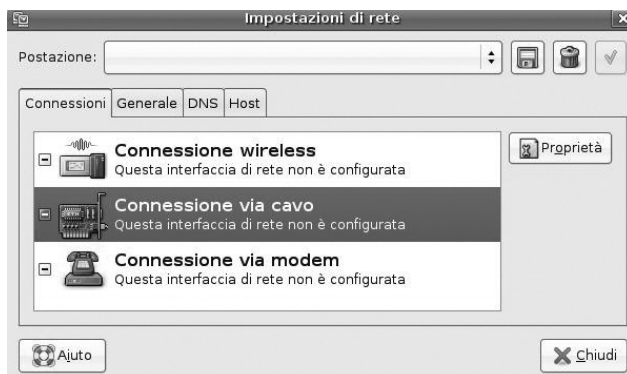 Impostazioni di rete
Postazione:
Connessioni Generale DNS Host
Connessione wireless
Questa interfaccia di rete non è configurata
Proprietà
Connessione via cavo
Questa interfaccia di rete non è configurata
Connessione via modem
Questa interfaccia di rete non è configurata
Aiuto
Chiudi